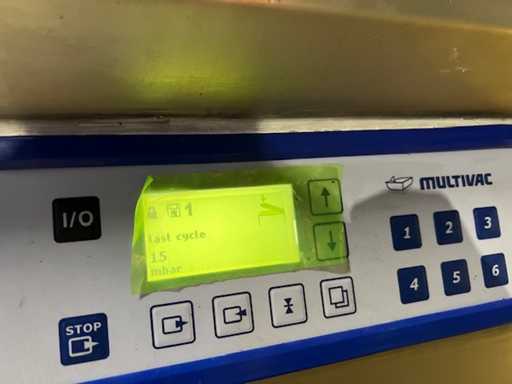 MULTIVAC
I/O
1
last cycle
15
mbar
1 2 3
4 5 6
STOP